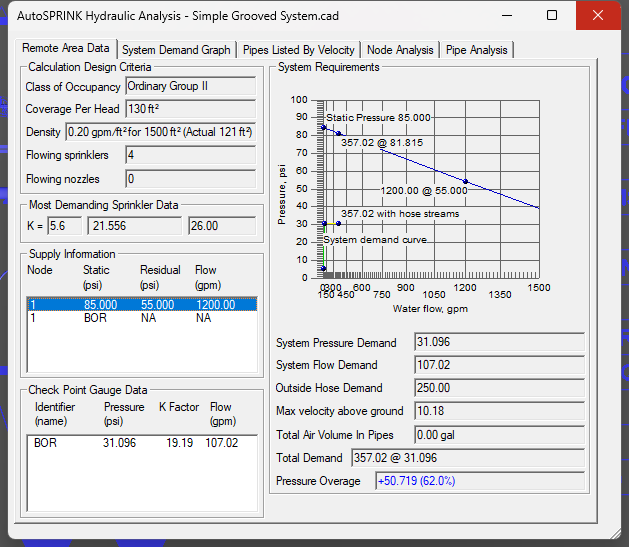 AutoSPRINK Hydraulic Analysis - Simple Grooved System.cad
Remote Area Data System Demand Graph Pipes Listed By Velocity Node Analysis Pipe Analysis
Calculation Design Criteria
Class of Occupancy Ordinary Group II
Coverage Per Head 130 ft²
Density 0.20 gpm/ft² for 1500 ft² (Actual 121 ft²)
Flowing sprinklers 4
Flowing nozzles 0
Most Demanding Sprinkler Data
K = 5.6 21.556 26.00
Supply Information
Node Static Residual Flow
(psi) (psi) (gpm)
1 85.000 55.000 1200.00
1 BOR NA NA
Check Point Gauge Data
Identifier Pressure K Factor Flow
(name) (psi) (gpm)
BOR 31.096 19.19 107.02
System Requirements
Pressure, psi
100
90
80
70
60
50
40
30
20
10
0
Static Pressure 85.000
357.02 @ 81.815
1200.00 @ 55.000
357.02 with hose streams
System demand curve
0 300 600 900 1200 1500
150 450 750 1050 1350
Water flow, gpm
System Pressure Demand 31.096
System Flow Demand 107.02
Outside Hose Demand 250.00
Max velocity above ground 10.18
Total Air Volume In Pipes 0.00 gal
Total Demand 357.02 @ 31.096
Pressure Overage +50.719 (62.0%)